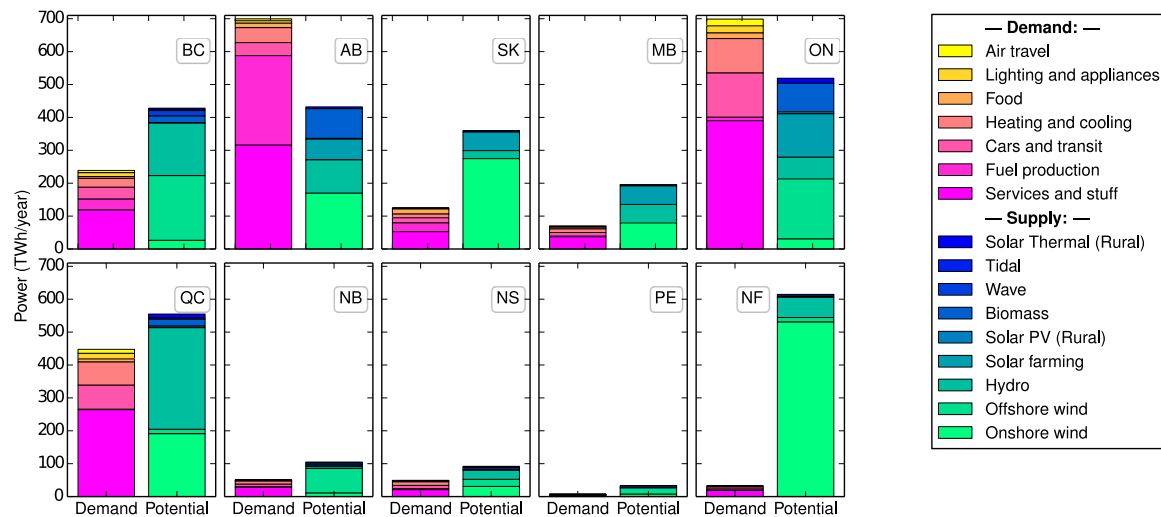 700
600
500
400
300
200
100
0
BC
AB
SK
MB
ON
Power (TWh/year)
700
600
500
400
300
200
100
0
QC
NB
NS
PE
NF
Demand Potential Demand Potential Demand Potential Demand Potential Demand Potential
— Demand: —
Air travel
Lighting and appliances
Food
Heating and cooling
Cars and transit
Fuel production
Services and stuff
— Supply: —
Solar Thermal (Rural)
Tidal
Wave
Biomass
Solar PV (Rural)
Solar farming
Hydro
Offshore wind
Onshore wind